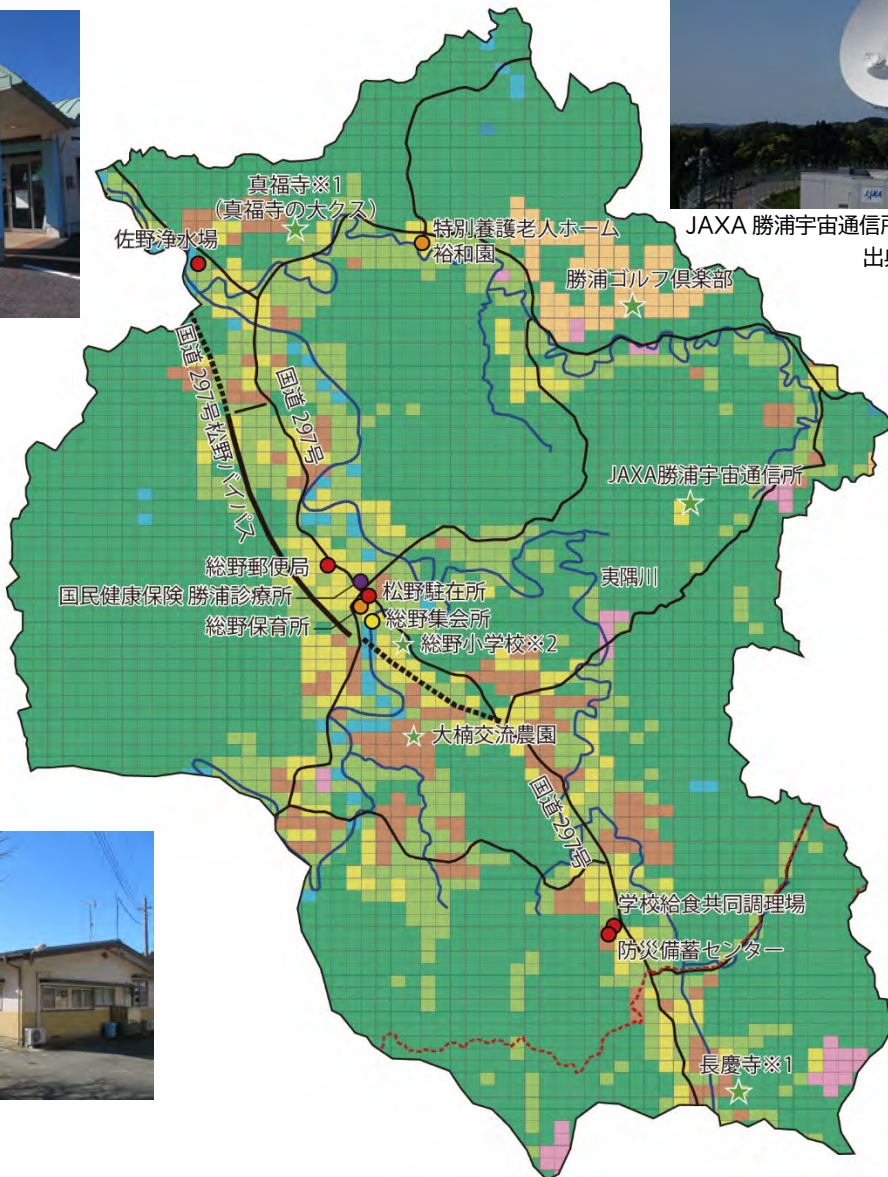 JAXA
JAXA 勝浦宇宙通信所
出典
真福寺※1
(真福寺の大クス)
佐野浄水場
特別養護老人ホーム
裕和園
勝浦ゴルフ倶楽部
国道 297号松野バイパス
国道 297号
JAXA勝浦宇宙通信所
総野郵便局
国民健康保険 勝浦診療所
松野駐在所
夷隅川
総野保育所
総野集会所
総野小学校※2
大楠交流農園
国道 297号
学校給食共同調理場
防災備蓄センター
長慶寺※1